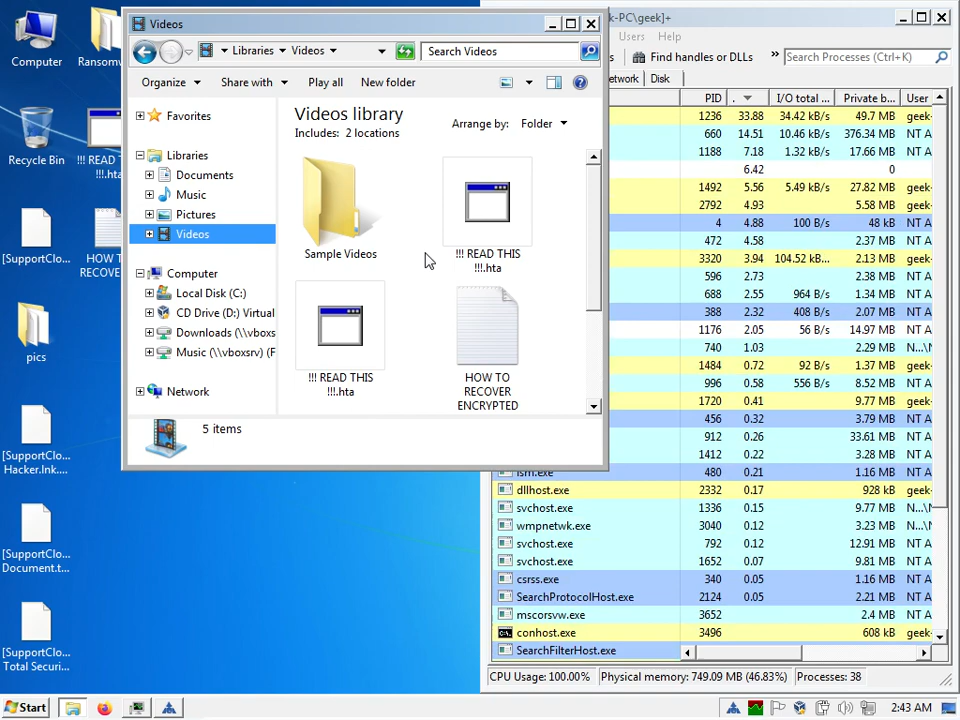 Computer
Ransomw
Recycle Bin
!!! READ
!!!.hta
[SupportClo...
HOW T
RECOVER
pics
[SupportClo...
Hacker.lnk....
[SupportClo...
Document.t...
[SupportClo...
Total Securi...
Videos
Libraries
Videos
Search Videos
Organize
Share with
Play all
New folder
Favorites
Libraries
Documents
Music
Pictures
Videos
Computer
Local Disk (C:)
CD Drive (D:) Virtual
Downloads (\\vboxs
Music (\\vboxsrv) (F
Network
Videos library
Includes: 2 locations
Arrange by: Folder
Sample Videos
!!! READ THIS
!!!.hta
!!! READ THIS
!!!.hta
HOW TO
RECOVER
ENCRYPTED
5 items
k-PC\geek]+
Users Help
Find handles or DLLs
»
Search Processes (Ctrl+K)
etwork Disk
PID . I/O total ... Private b... User
1236 33.88 34.42 kB/s 49.7 MB geek-
660 14.51 10.46 kB/s 376.34 MB NT A
1188 7.18 1.32 kB/s 17.66 MB NT A
6.42 0
1492 5.56 5.49 kB/s 27.82 MB geek-
2792 4.93 5.58 MB geek-
4 4.88 100 B/s 48 kB NT A
472 4.58 2.37 MB NT A
3320 3.94 104.52 kB... 2.13 MB geek-
596 2.73 2.38 MB NT A
688 2.55 964 B/s 1.34 MB NT A
388 2.32 408 B/s 2.07 MB NT A
1176 2.05 56 B/s 14.97 MB NT A
740 1.03 2.29 MB N...\
1484 0.72 92 B/s 1.37 MB geek-
996 0.58 556 B/s 8.52 MB NT A
1720 0.41 9.77 MB geek-
456 0.32 3.79 MB NT A
912 0.26 33.61 MB NT A
1412 0.22 3.28 MB NT A
lsm.exe 480 0.21 1.16 MB NT A
dllhost.exe 2332 0.17 928 kB geek-
svchost.exe 1336 0.15 9.77 MB N...\
wmpnetwk.exe 3040 0.12 3.23 MB N...\
svchost.exe 792 0.12 12.91 MB NT A
svchost.exe 1652 0.07 9.81 MB NT A
csrss.exe 340 0.05 1.16 MB NT A
SearchProtocolHost.exe 2124 0.05 2.21 MB NT A
mscorsvw.exe 3652 2.4 MB NT A
conhost.exe 3496 608 kB geek-
SearchFilterHost.exe
CPU Usage: 100.00% Physical memory: 749.09 MB (46.83%) Processes: 38
Start
2:43 AM